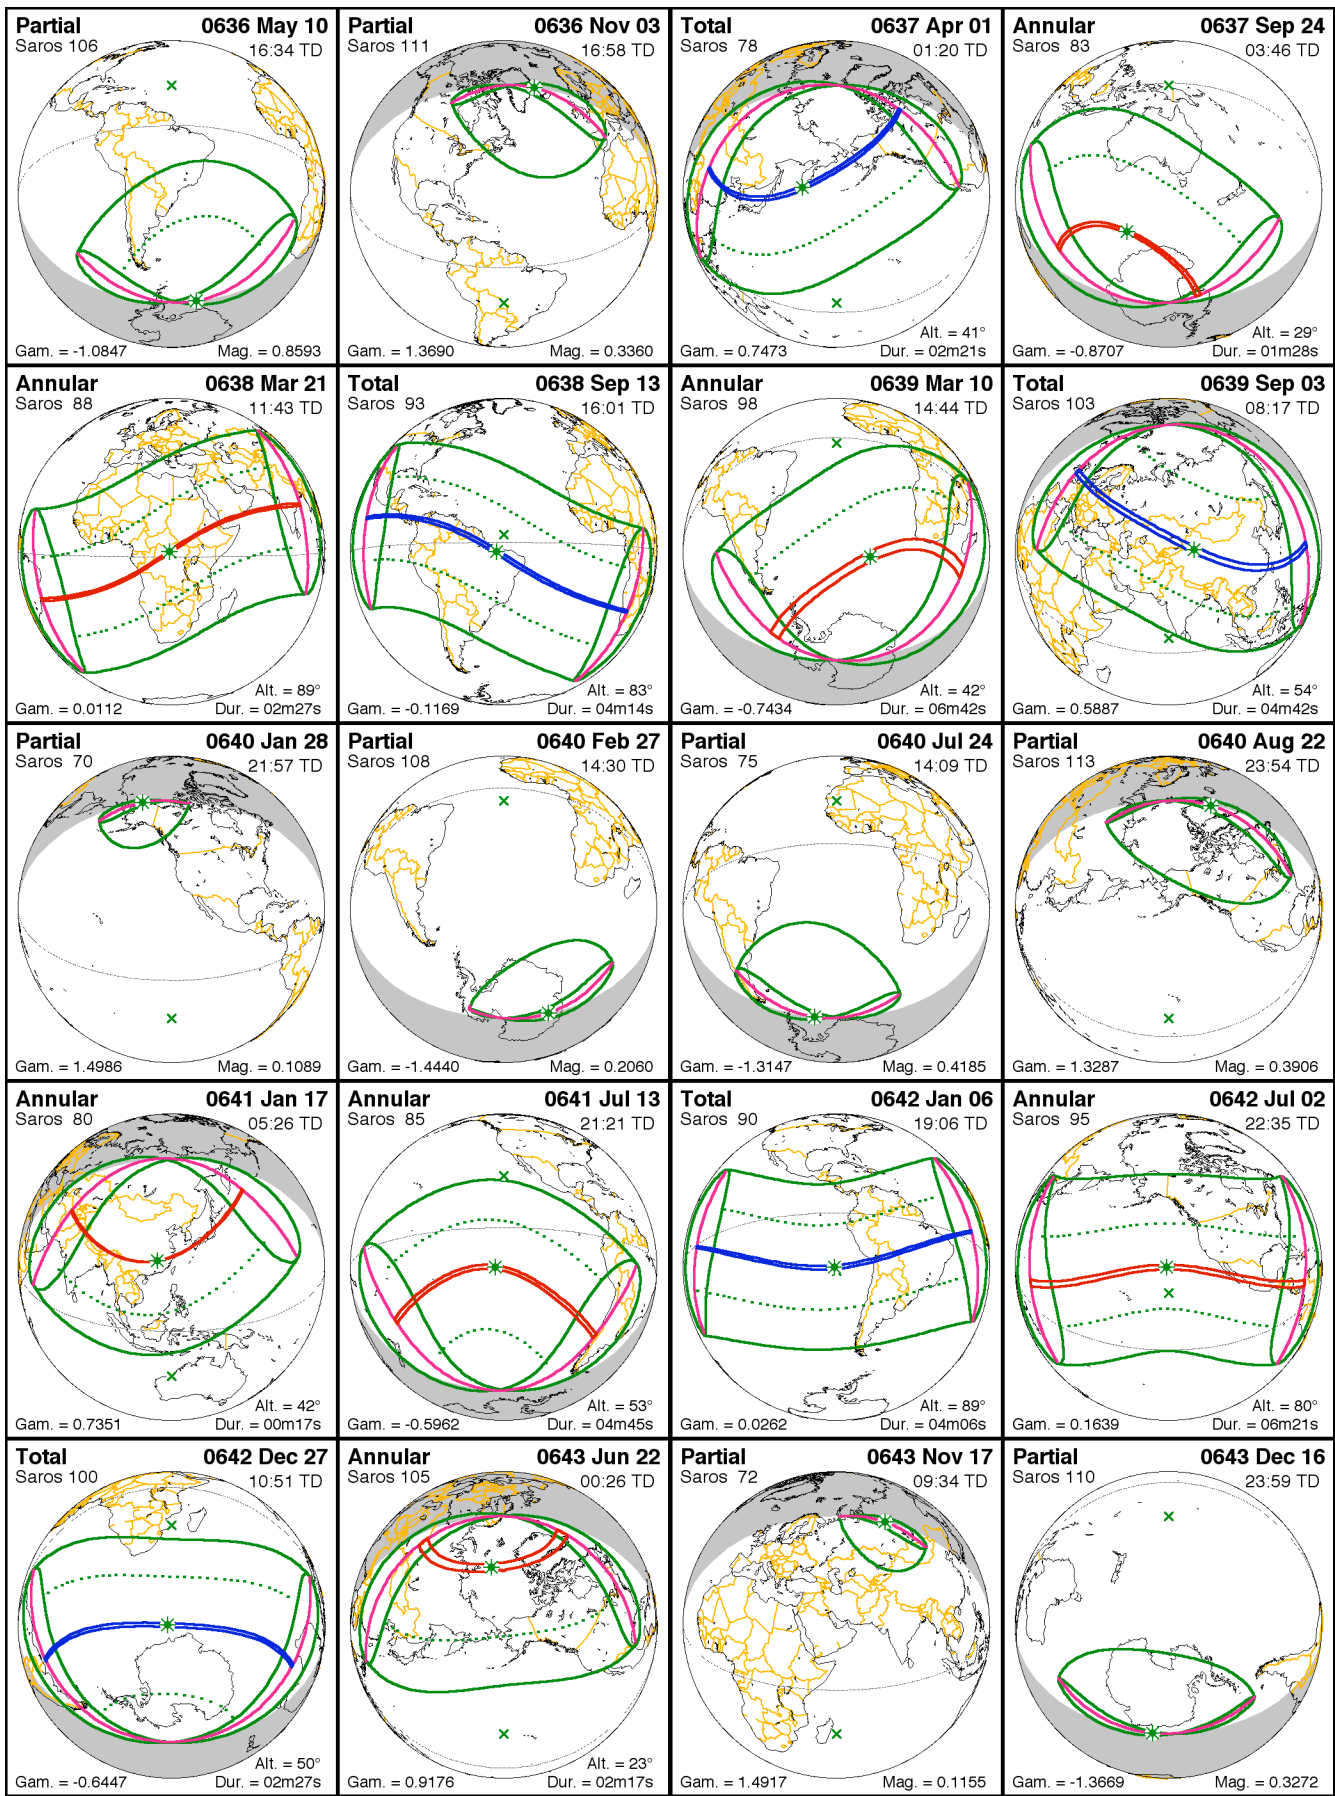 Partial 0636 May 10
Saros 106 16:34 TD
Gam. = -1.0847 Mag. = 0.8593
Partial 0636 Nov 03
Saros 111 16:58 TD
Gam. = 1.3690 Mag. = 0.3360
Total 0637 Apr 01
Saros 78 01:20 TD
Alt. = 41°
Gam. = 0.7473 Dur. = 02m21s
Annular 0637 Sep 24
Saros 83 03:46 TD
Alt. = 29°
Gam. = -0.8707 Dur. = 01m28s
Annular 0638 Mar 21
Saros 88 11:43 TD
Alt. = 89°
Gam. = 0.0112 Dur. = 02m27s
Total 0638 Sep 13
Saros 93 16:01 TD
Alt. = 83°
Gam. = -0.1169 Dur. = 04m14s
Annular 0639 Mar 10
Saros 98 14:44 TD
Alt. = 42°
Gam. = -0.7434 Dur. = 06m42s
Total 0639 Sep 03
Saros 103 08:17 TD
Alt. = 54°
Gam. = 0.5887 Dur. = 04m42s
Partial 0640 Jan 28
Saros 70 21:57 TD
Gam. = 1.4986 Mag. = 0.1089
Partial 0640 Feb 27
Saros 108 14:30 TD
Gam. = -1.4440 Mag. = 0.2060
Partial 0640 Jul 24
Saros 75 14:09 TD
Gam. = -1.3147 Mag. = 0.4185
Partial 0640 Aug 22
Saros 113 23:54 TD
Gam. = 1.3287 Mag. = 0.3906
Annular 0641 Jan 17
Saros 80 05:26 TD
Alt. = 42°
Gam. = 0.7351 Dur. = 00m17s
Annular 0641 Jul 13
Saros 85 21:21 TD
Alt. = 53°
Gam. = -0.5962 Dur. = 04m45s
Total 0642 Jan 06
Saros 90 19:06 TD
Alt. = 89°
Gam. = 0.0262 Dur. = 04m06s
Annular 0642 Jul 02
Saros 95 22:35 TD
Alt. = 80°
Gam. = 0.1639 Dur. = 06m21s
Total 0642 Dec 27
Saros 100 10:51 TD
Alt. = 50°
Gam. = -0.6447 Dur. = 02m27s
Annular 0643 Jun 22
Saros 105 00:26 TD
Alt. = 23°
Gam. = 0.9176 Dur. = 02m17s
Partial 0643 Nov 17
Saros 72 09:34 TD
Gam. = 1.4917 Mag. = 0.1155
Partial 0643 Dec 16
Saros 110 23:59 TD
Gam. = -1.3669 Mag. = 0.3272